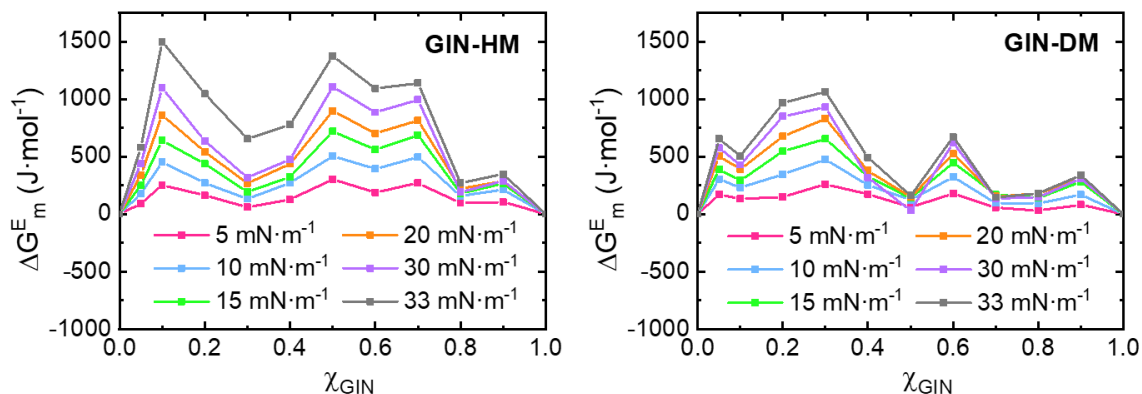 GIN-HM
ΔG^E_m (J·mol⁻¹)
1500
1000
500
0
-500
-1000
5 mN·m⁻¹ 20 mN·m⁻¹
10 mN·m⁻¹ 30 mN·m⁻¹
15 mN·m⁻¹ 33 mN·m⁻¹
0.0 0.2 0.4 0.6 0.8 1.0
χ_GIN
GIN-DM
ΔG^E_m (J·mol⁻¹)
1500
1000
500
0
-500
-1000
5 mN·m⁻¹ 20 mN·m⁻¹
10 mN·m⁻¹ 30 mN·m⁻¹
15 mN·m⁻¹ 33 mN·m⁻¹
0.0 0.2 0.4 0.6 0.8 1.0
χ_GIN